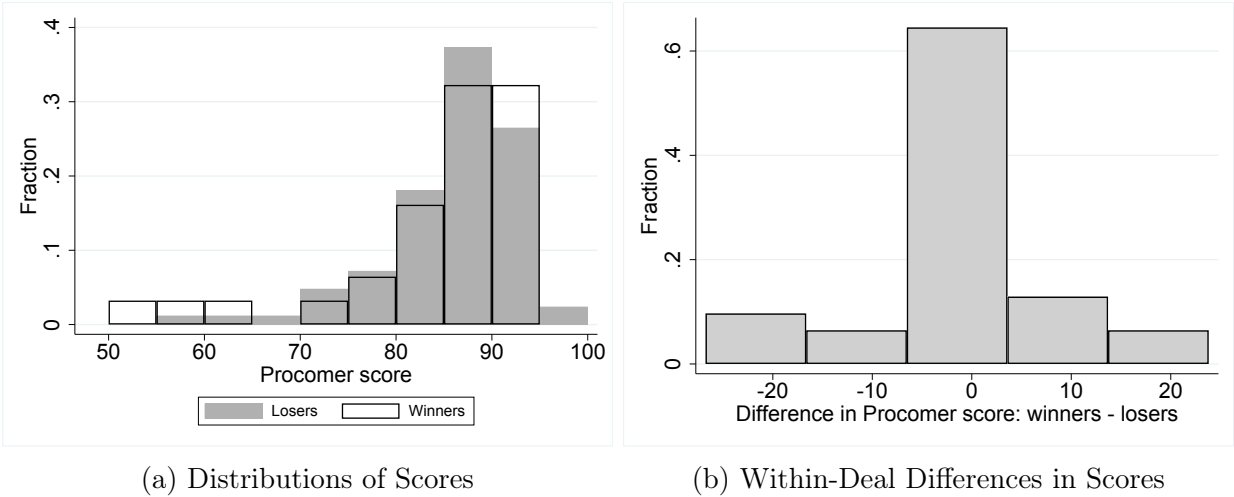 Fraction
.4
.3
.2
.1
0
50 60 70 80 90 100
Procomer score
Losers Winners
(a) Distributions of Scores
Fraction
.6
.4
.2
0
-20 -10 0 10 20
Difference in Procomer score: winners - losers
(b) Within-Deal Differences in Scores